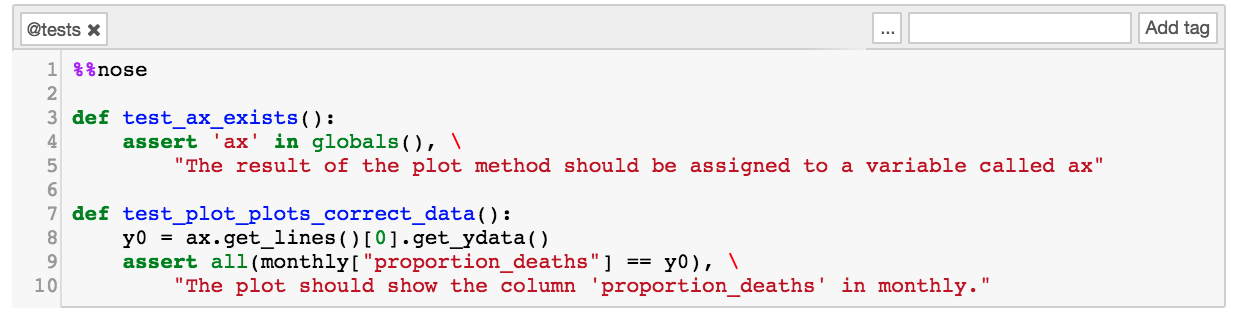 @tests ✖ ... Add tag
1 %%nose
2
3 def test_ax_exists():
4     assert 'ax' in globals(), \
5         "The result of the plot method should be assigned to a variable called ax"
6
7 def test_plot_plots_correct_data():
8     y0 = ax.get_lines()[0].get_ydata()
9     assert all(monthly["proportion_deaths"] == y0), \
10         "The plot should show the column 'proportion_deaths' in monthly."